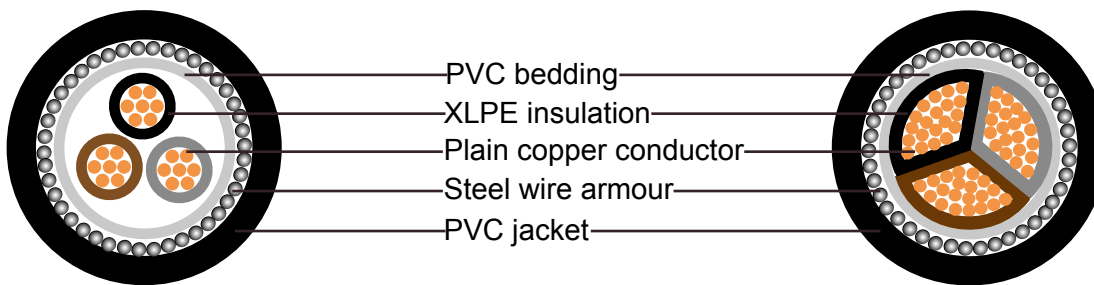 PVC bedding
XLPE insulation
Plain copper conductor
Steel wire armour
PVC jacket